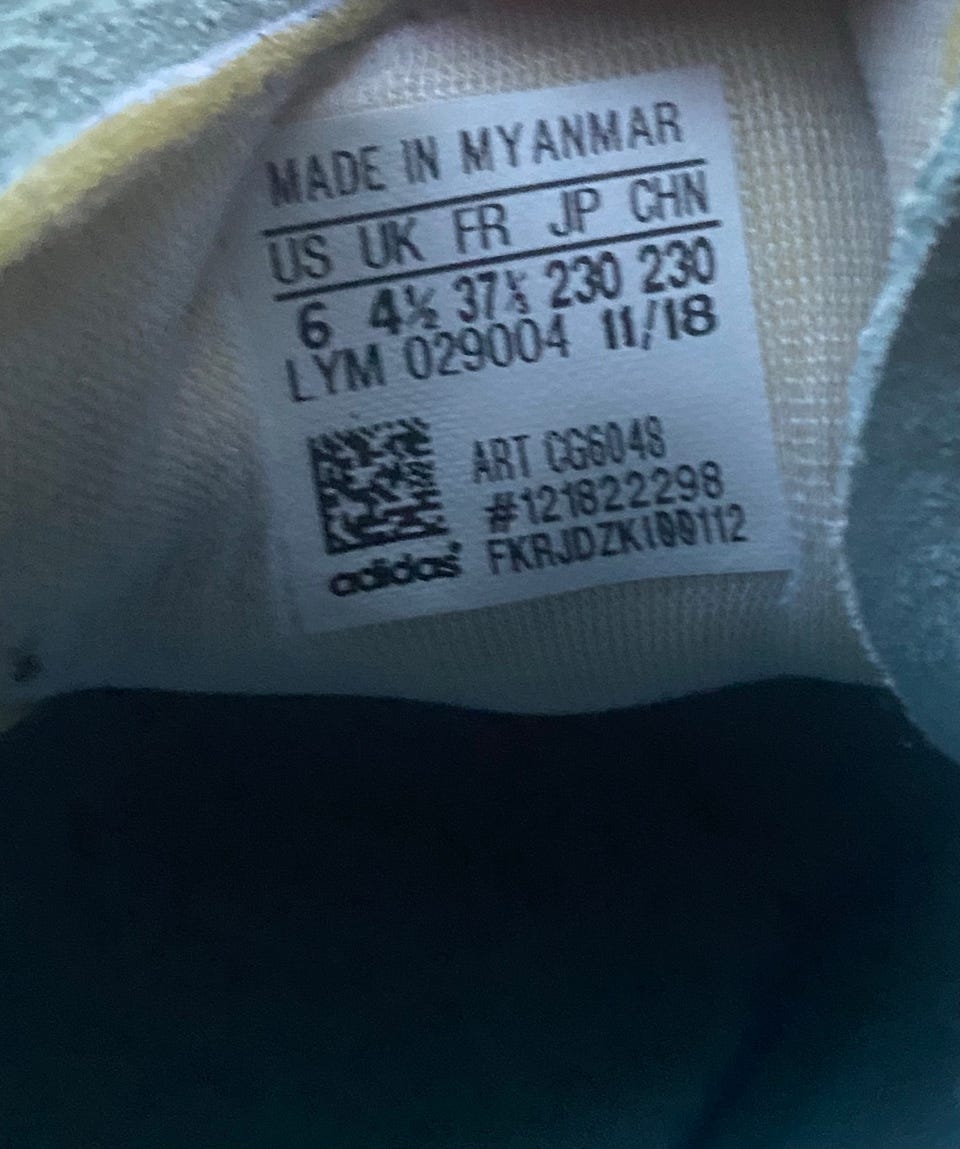 MADE IN MYANMAR
US UK FR JP CHN
6 4½ 37⅓ 230 230
LYM 029004 11/18
ART CG6048
#121822298
adidas FKRJDZK100112